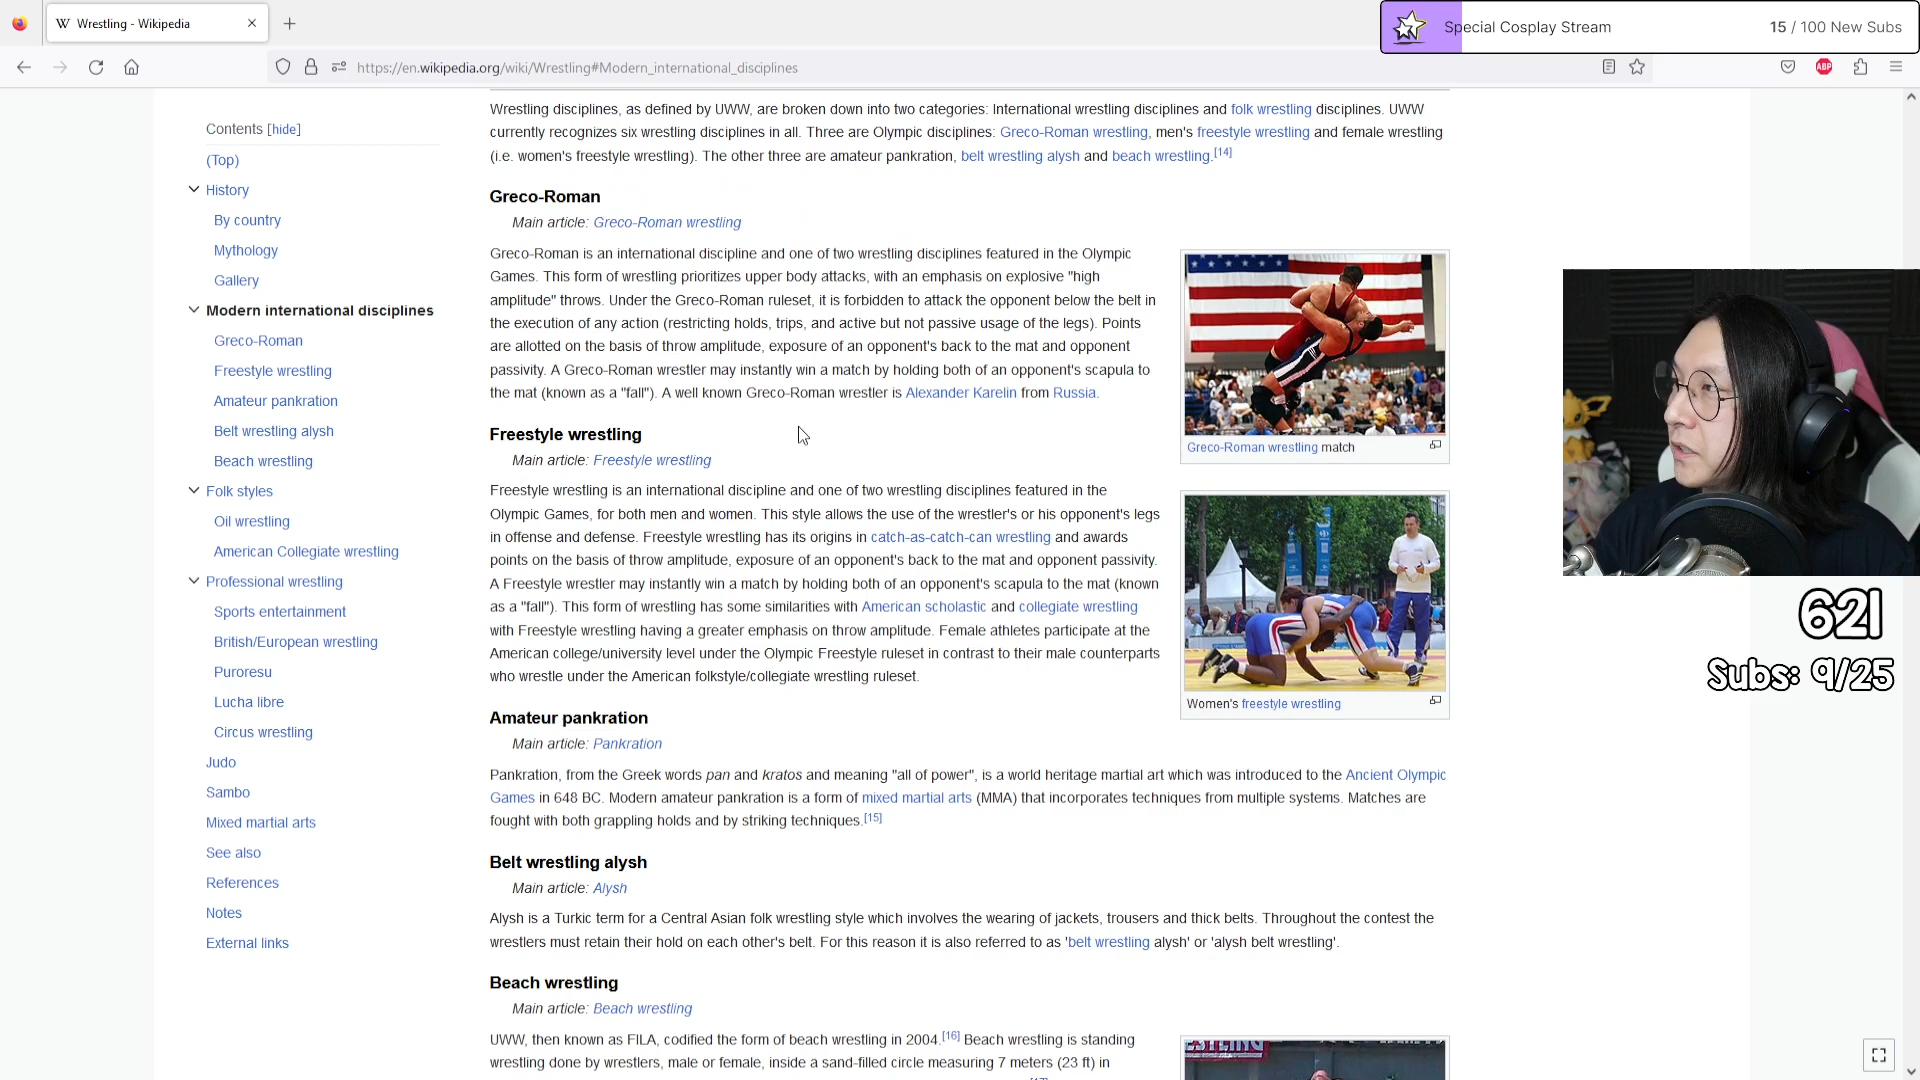 Wrestling - Wikipedia
Special Cosplay Stream
15 / 100 New Subs
https://en.wikipedia.org/wiki/Wrestling#Modern_international_disciplines
ABP
Contents [hide]
(Top)
History
By country
Mythology
Gallery
Modern international disciplines
Greco-Roman
Freestyle wrestling
Amateur pankration
Belt wrestling alysh
Beach wrestling
Folk styles
Oil wrestling
American Collegiate wrestling
Professional wrestling
Sports entertainment
British/European wrestling
Puroresu
Lucha libre
Circus wrestling
Judo
Sambo
Mixed martial arts
See also
References
Notes
External links
Wrestling disciplines, as defined by UWW, are broken down into two categories: International wrestling disciplines and folk wrestling disciplines. UWW
currently recognizes six wrestling disciplines in all. Three are Olympic disciplines: Greco-Roman wrestling, men's freestyle wrestling and female wrestling
(i.e. women's freestyle wrestling). The other three are amateur pankration, belt wrestling alysh and beach wrestling.[14]
Greco-Roman
Main article: Greco-Roman wrestling
Greco-Roman is an international discipline and one of two wrestling disciplines featured in the Olympic
Games. This form of wrestling prioritizes upper body attacks, with an emphasis on explosive "high
amplitude" throws. Under the Greco-Roman ruleset, it is forbidden to attack the opponent below the belt in
the execution of any action (restricting holds, trips, and active but not passive usage of the legs). Points
are allotted on the basis of throw amplitude, exposure of an opponent's back to the mat and opponent
passivity. A Greco-Roman wrestler may instantly win a match by holding both of an opponent's scapula to
the mat (known as a "fall"). A well known Greco-Roman wrestler is Alexander Karelin from Russia.
Greco-Roman wrestling match
Freestyle wrestling
Main article: Freestyle wrestling
Freestyle wrestling is an international discipline and one of two wrestling disciplines featured in the
Olympic Games, for both men and women. This style allows the use of the wrestler's or his opponent's legs
in offense and defense. Freestyle wrestling has its origins in catch-as-catch-can wrestling and awards
points on the basis of throw amplitude, exposure of an opponent's back to the mat and opponent passivity.
A Freestyle wrestler may instantly win a match by holding both of an opponent's scapula to the mat (known
as a "fall"). This form of wrestling has some similarities with American scholastic and collegiate wrestling
with Freestyle wrestling having a greater emphasis on throw amplitude. Female athletes participate at the
American college/university level under the Olympic Freestyle ruleset in contrast to their male counterparts
who wrestle under the American folkstyle/collegiate wrestling ruleset.
Women's freestyle wrestling
Amateur pankration
Main article: Pankration
Pankration, from the Greek words pan and kratos and meaning "all of power", is a world heritage martial art which was introduced to the Ancient Olympic
Games in 648 BC. Modern amateur pankration is a form of mixed martial arts (MMA) that incorporates techniques from multiple systems. Matches are
fought with both grappling holds and by striking techniques.[15]
Belt wrestling alysh
Main article: Alysh
Alysh is a Turkic term for a Central Asian folk wrestling style which involves the wearing of jackets, trousers and thick belts. Throughout the contest the
wrestlers must retain their hold on each other's belt. For this reason it is also referred to as 'belt wrestling alysh' or 'alysh belt wrestling'.
Beach wrestling
Main article: Beach wrestling
UWW, then known as FILA, codified the form of beach wrestling in 2004.[16] Beach wrestling is standing
wrestling done by wrestlers, male or female, inside a sand-filled circle measuring 7 meters (23 ft) in
621
Subs: 9/25